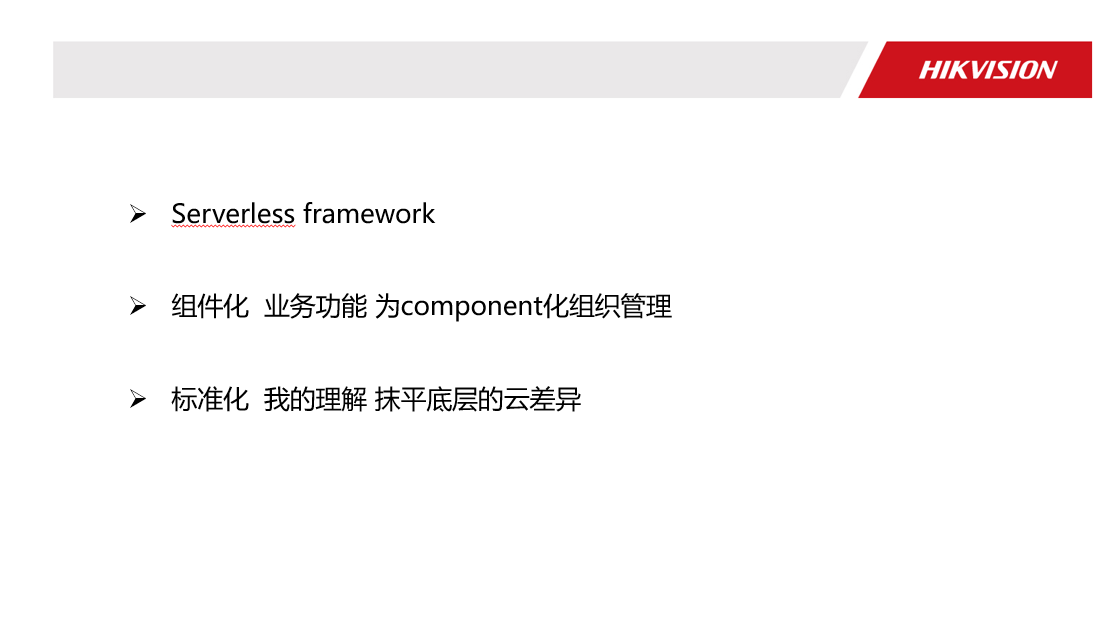 HIKVISION
Serverless framework
组件化 业务功能 为component化组织管理
标准化 我的理解 抹平底层的云差异